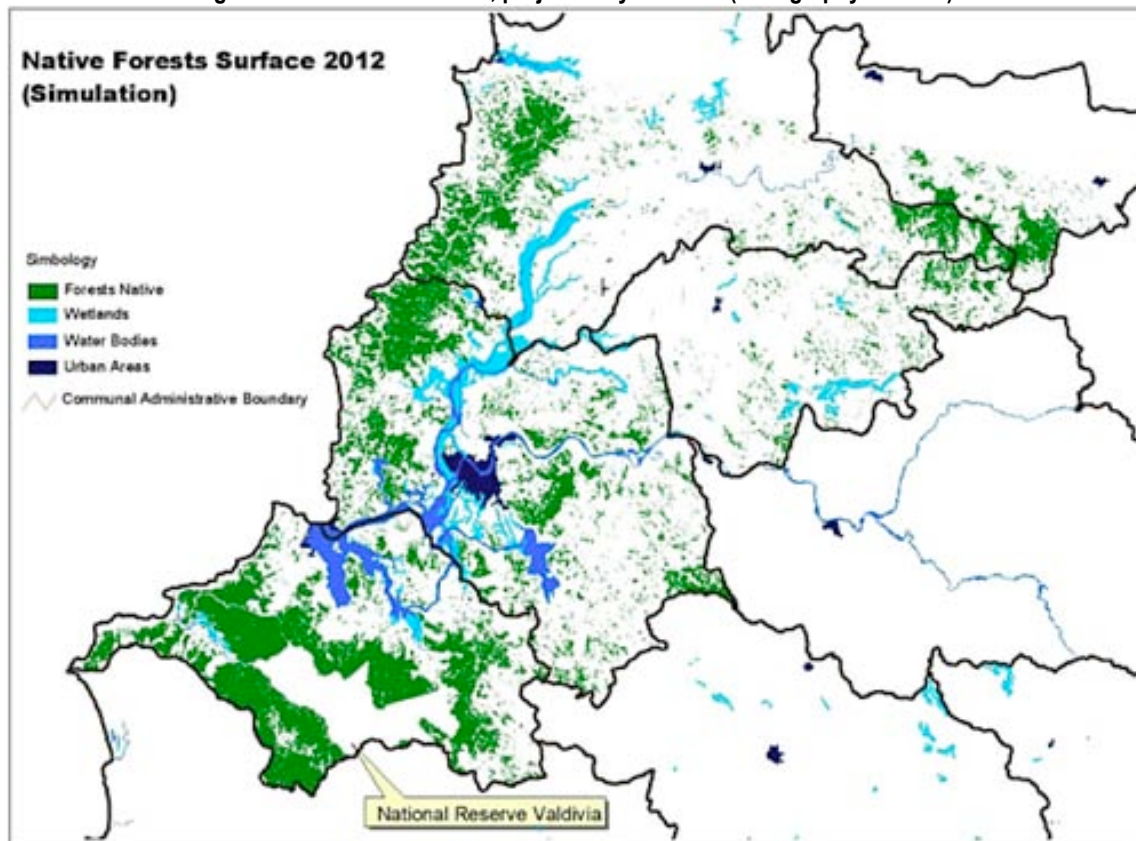 Native Forests Surface 2012
(Simulation)
Simbology
Forests Native
Wetlands
Water Bodies
Urban Areas
Communal Administrative Boundary
National Reserve Valdivia